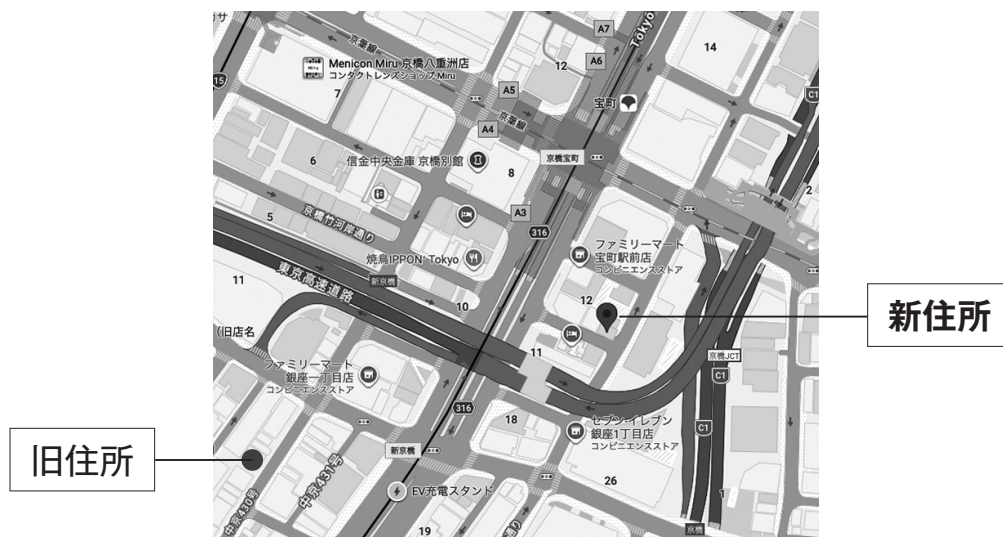 カサ
京葉線
A7
Tokyo
A6
14
Menicon Miru 京橋八重洲店
コンタクトレンズショップ Miru
12
15
7
A5
C1
宝町
京葉線
A4
京橋宝町
信金中央金庫 京橋別館
6
8
2
A3
京橋竹河岸通り
5
316
ファミリーマート
宝町駅前店
コンビニエンスストア
焼鳥IPPON⁺ Tokyo
東京高速道路
新京橋
11
12
10
新住所
(旧店名
11
京橋JCT
ファミリーマート
銀座一丁目店
コンビニエンスストア
C1
316
18
セブン-イレブン
銀座1丁目店
コンビニエンスストア
C1
旧住所
新京橋
中京431号
26
EV充電スタンド
1
中京430号
19
通り
京橋